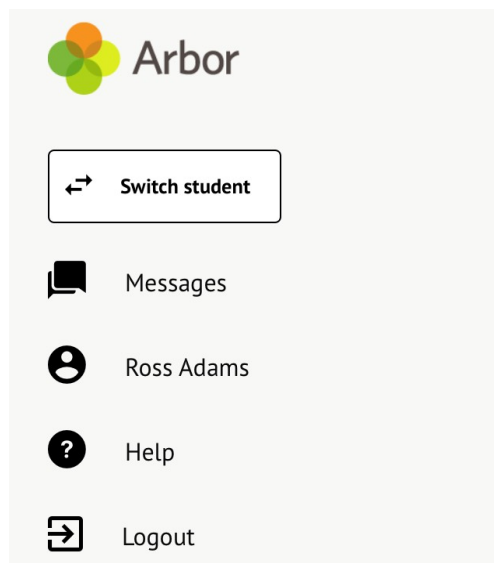 Arbor
Switch student
Messages
Ross Adams
Help
Logout